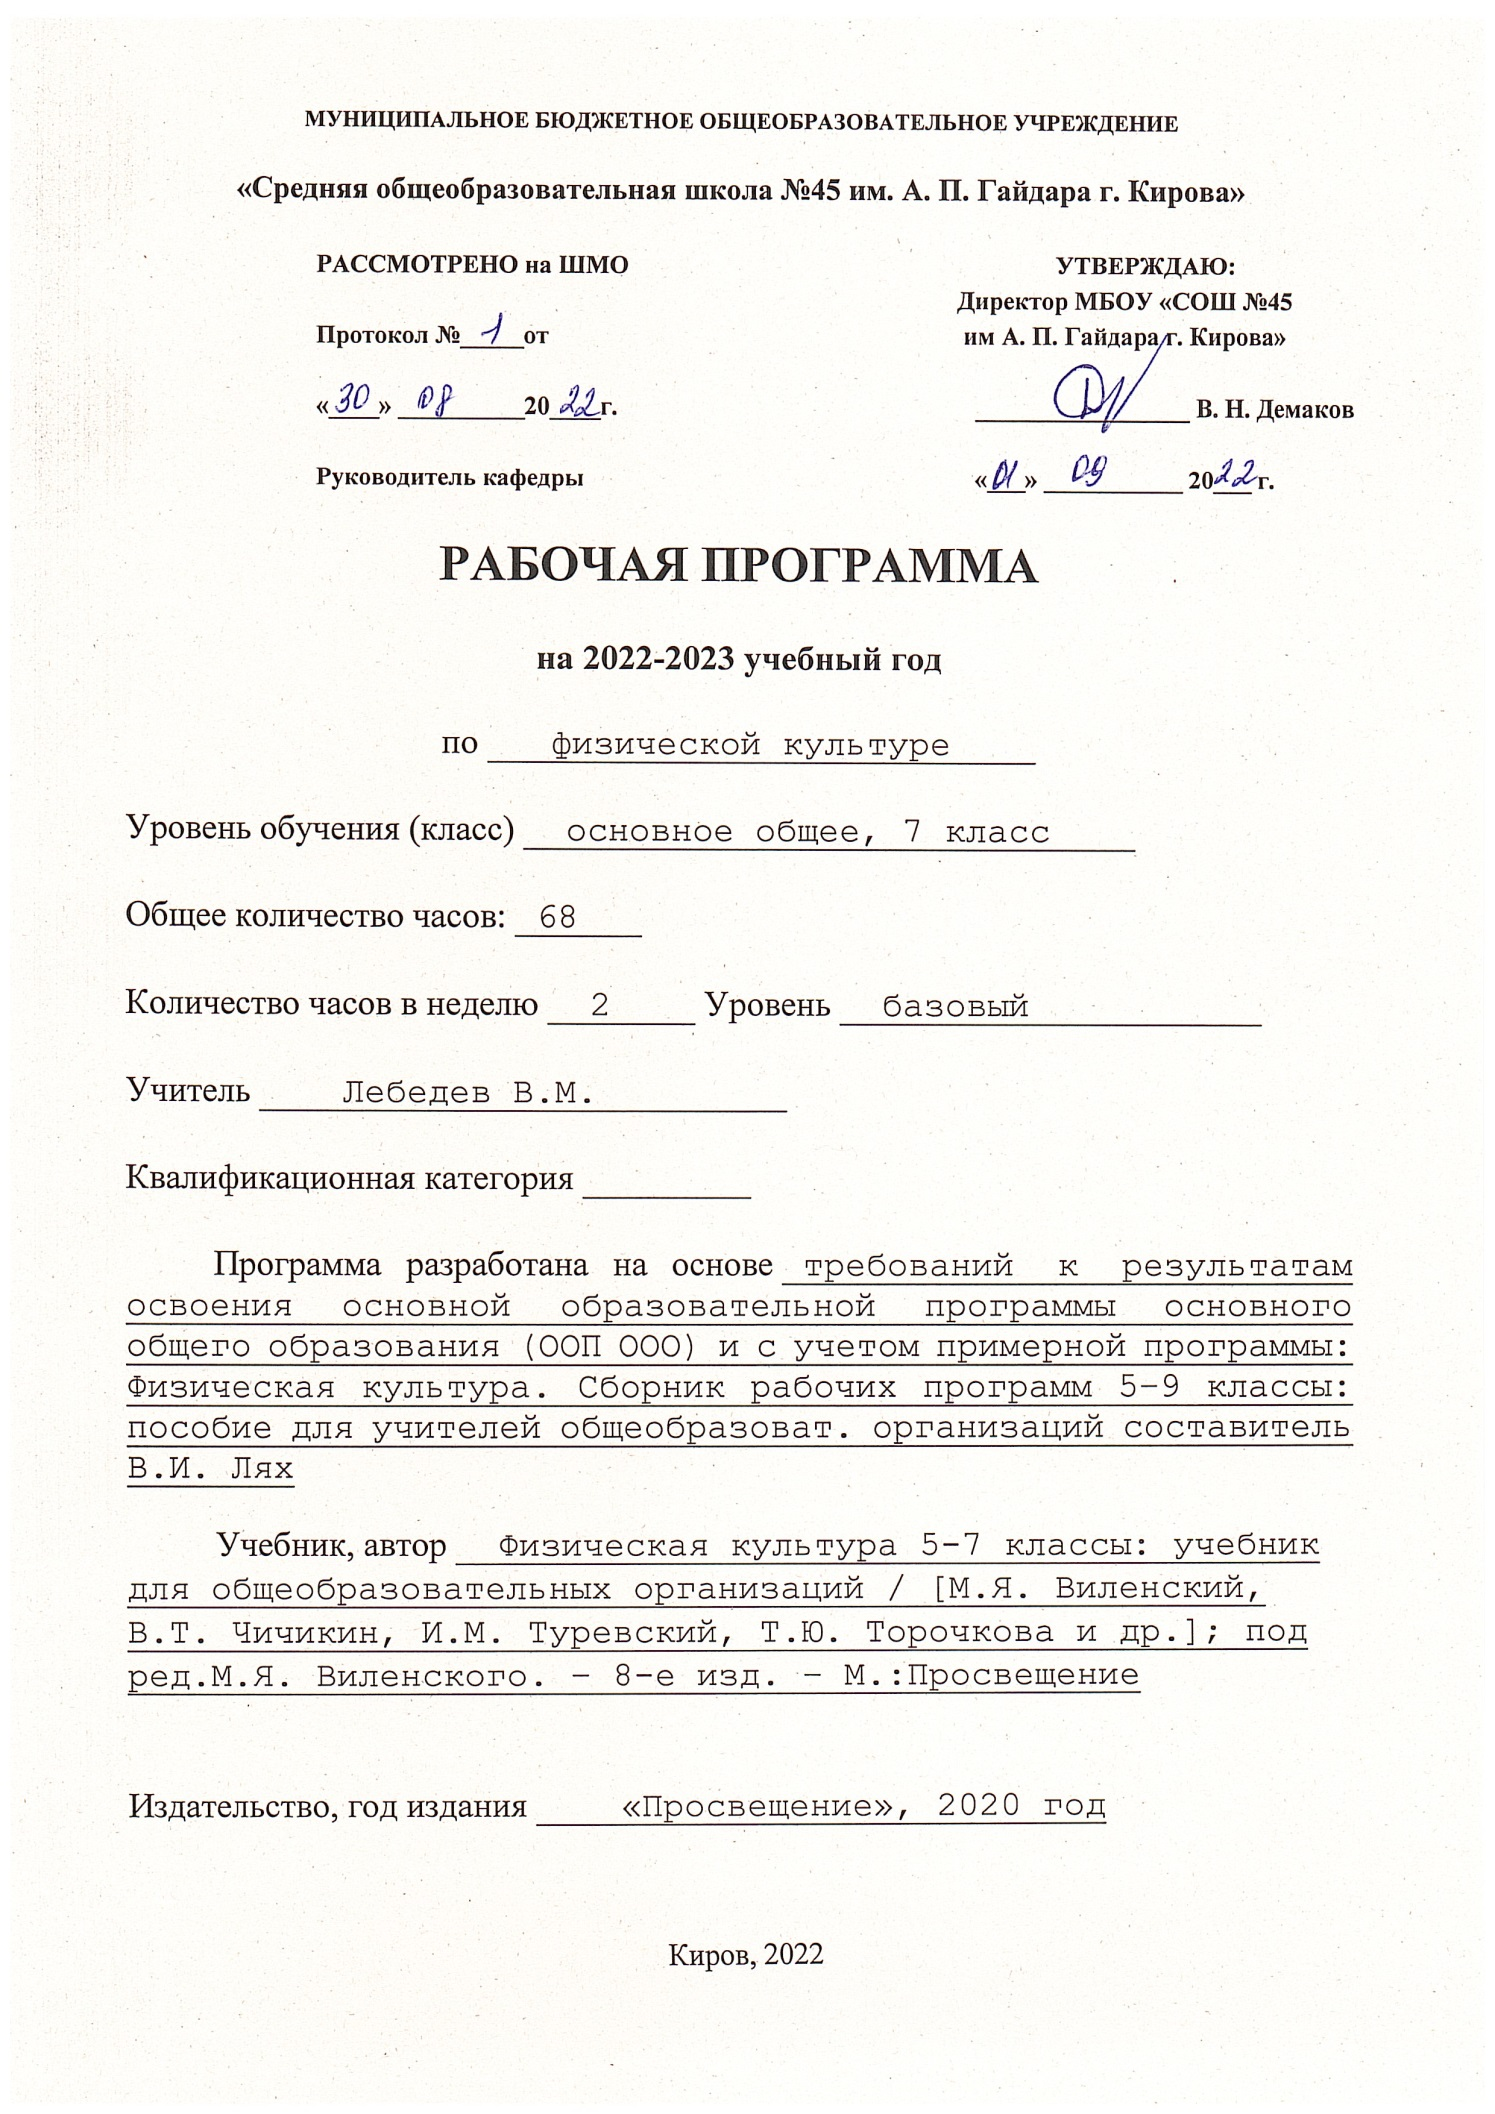 МУНИЦИПАЛЬНОЕ БЮДЖЕТНОЕ ОБЩЕОБРАЗОВАТЕЛЬНОЕ УЧРЕЖДЕНИЕ
«Средняя общеобразовательная школа №45 им. А. П. Гайдара г. Кирова»
РАССМОТРЕНО на ШМО
Протокол № 1 от
«30» 08 2022г.
Руководитель кафедры
УТВЕРЖДАЮ:
Директор МБОУ «СОШ №45
им А. П. Гайдара г. Кирова»
В. Н. Демаков
«01» 09 2022г.
РАБОЧАЯ ПРОГРАММА
на 2022-2023 учебный год
по физической культуре
Уровень обучения (класс) основное общее, 7 класс
Общее количество часов: 68
Количество часов в неделю 2 Уровень базовый
Учитель Лебедев В.М.
Квалификационная категория
Программа разработана на основе требований к результатам
освоения основной образовательной программы основного
общего образования (ООП ООО) и с учетом примерной программы:
Физическая культура. Сборник рабочих программ 5–9 классы:
пособие для учителей общеобразоват. организаций составитель
В.И. Лях
Учебник, автор Физическая культура 5-7 классы: учебник
для общеобразовательных организаций / [М.Я. Виленский,
В.Т. Чичикин, И.М. Туревский, Т.Ю. Торочкова и др.]; под
ред.М.Я. Виленского. – 8-е изд. – М.:Просвещение
Издательство, год издания «Просвещение», 2020 год
Киров, 2022